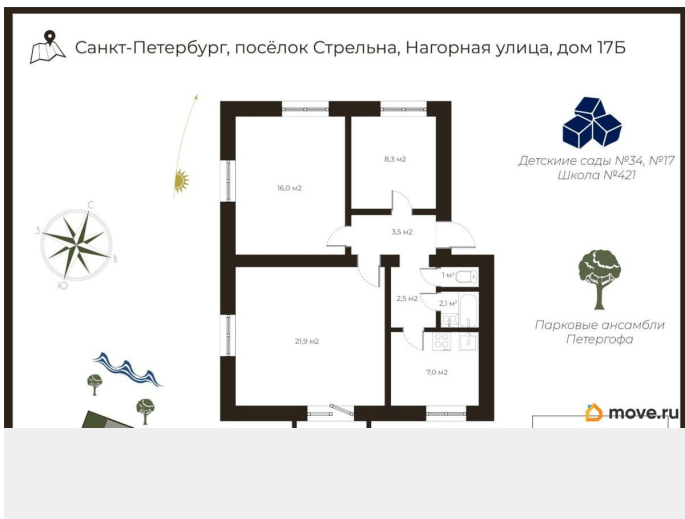 Санкт-Петербург, посёлок Стрельна, Нагорная улица, дом 17Б
Детскиие сады №34, №17
Школа №421
8,3 м2
16,0 м2
3,5 м2
С
З
В
Ю
1 м²
2,5 м2
2,1 м²
21,9 м2
7,0 м2
Парковые ансамбли
Петергофа
move.ru